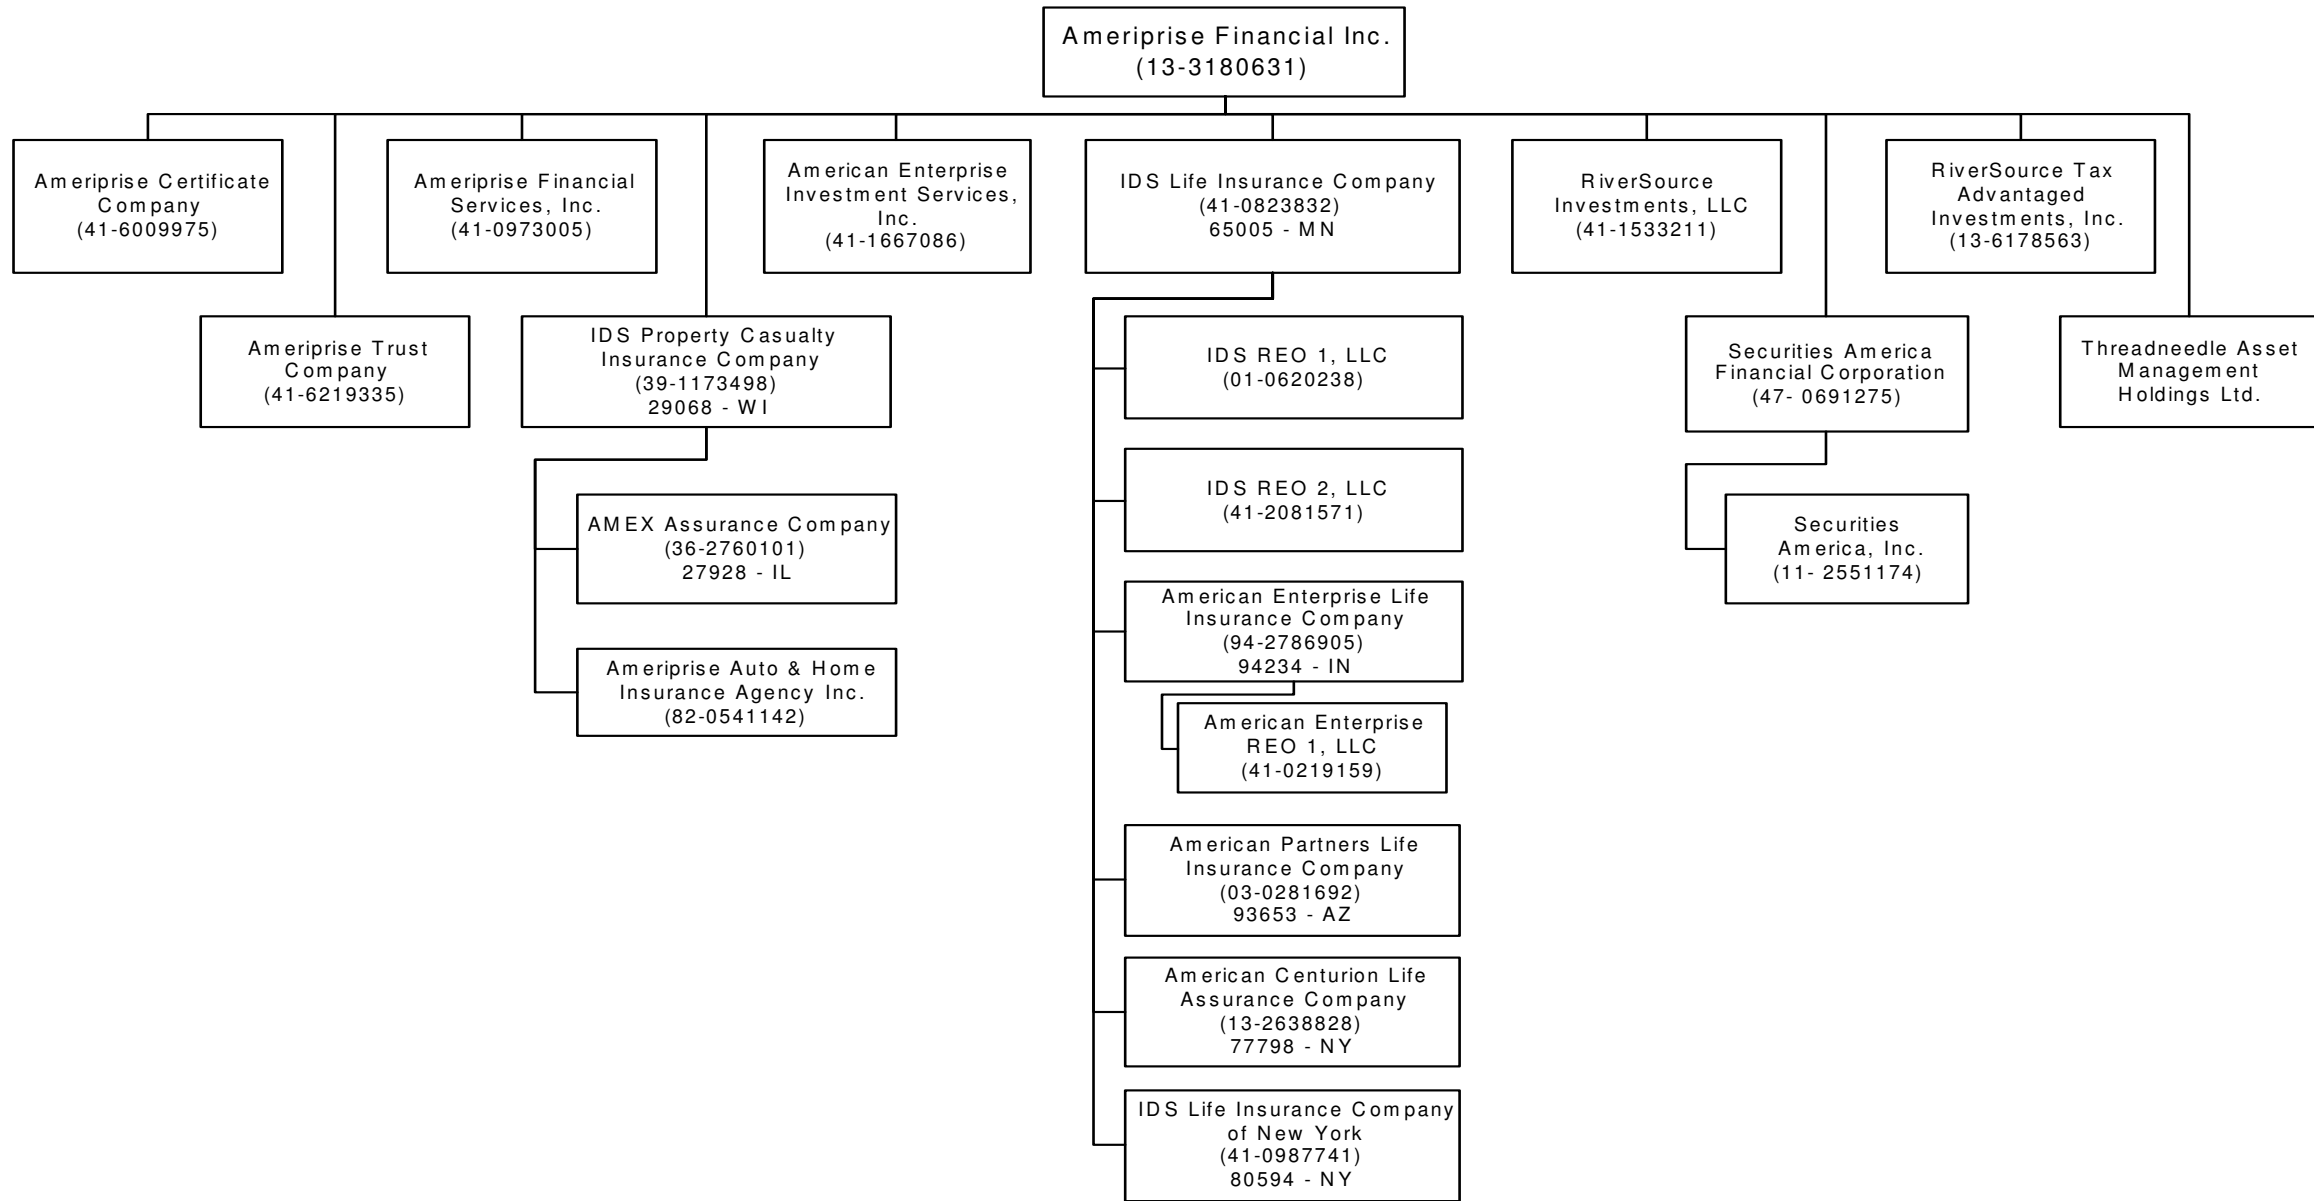 Ameriprise Financial Inc.
(13-3180631)
Ameriprise Certificate
Company
(41-6009975)
Ameriprise Financial
Services, Inc.
(41-0973005)
American Enterprise
Investment Services,
Inc.
(41-1667086)
IDS Life Insurance Company
(41-0823832)
65005 - MN
RiverSource
Investments, LLC
(41-1533211)
RiverSource Tax
Advantaged
Investments, Inc.
(13-6178563)
Ameriprise Trust
Company
(41-6219335)
IDS Property Casualty
Insurance Company
(39-1173498)
29068 - WI
IDS REO 1, LLC
(01-0620238)
Securities America
Financial Corporation
(47- 0691275)
Threadneedle Asset
Management
Holdings Ltd.
AMEX Assurance Company
(36-2760101)
27928 - IL
IDS REO 2, LLC
(41-2081571)
Securities
America, Inc.
(11- 2551174)
American Enterprise Life
Insurance Company
(94-2786905)
94234 - IN
Ameriprise Auto & Home
Insurance Agency Inc.
(82-0541142)
American Enterprise
REO 1, LLC
(41-0219159)
American Partners Life
Insurance Company
(03-0281692)
93653 - AZ
American Centurion Life
Assurance Company
(13-2638828)
77798 - NY
IDS Life Insurance Company
of New York
(41-0987741)
80594 - NY